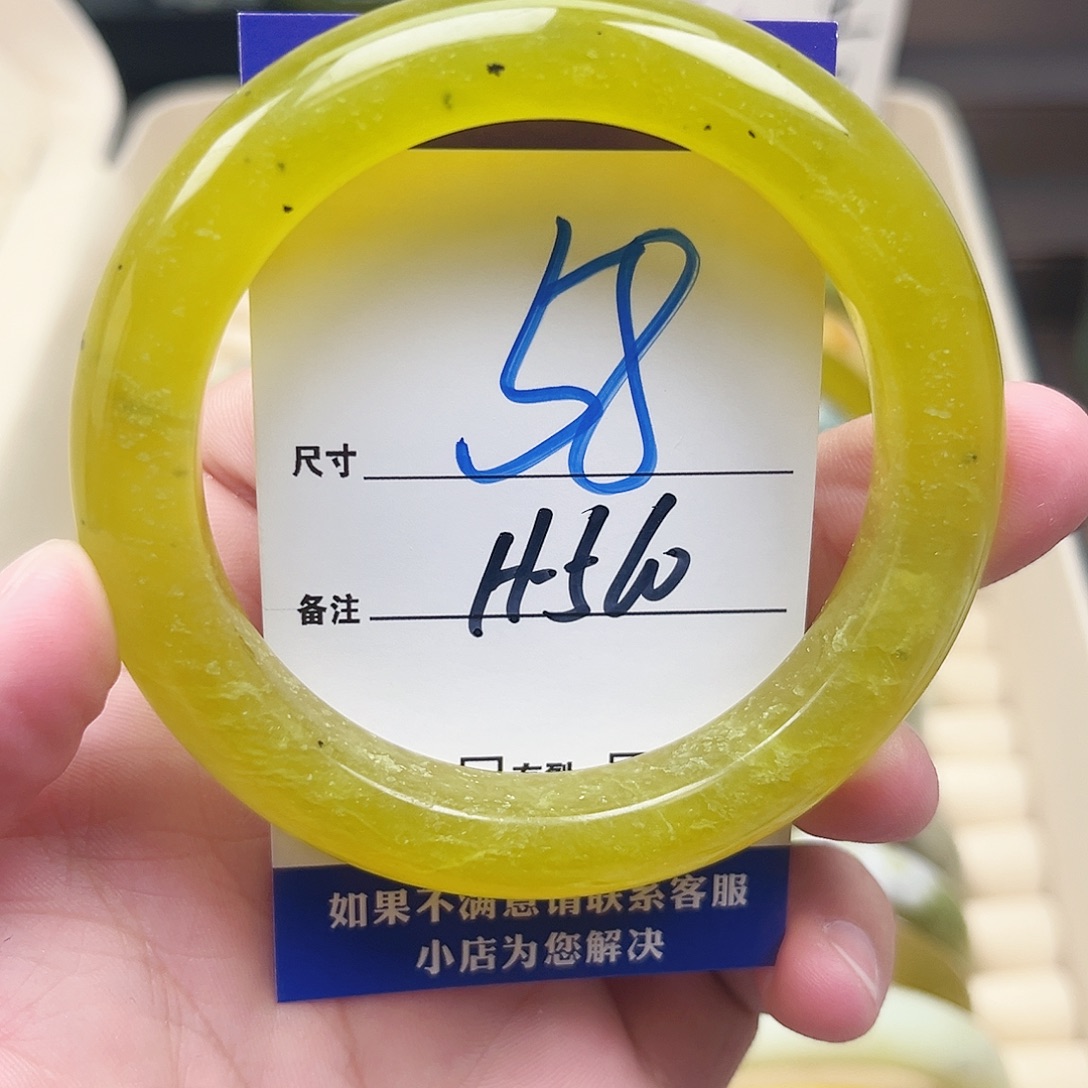 尺寸 58
备注 H560
如果不满意请联系客服
小店为您解决